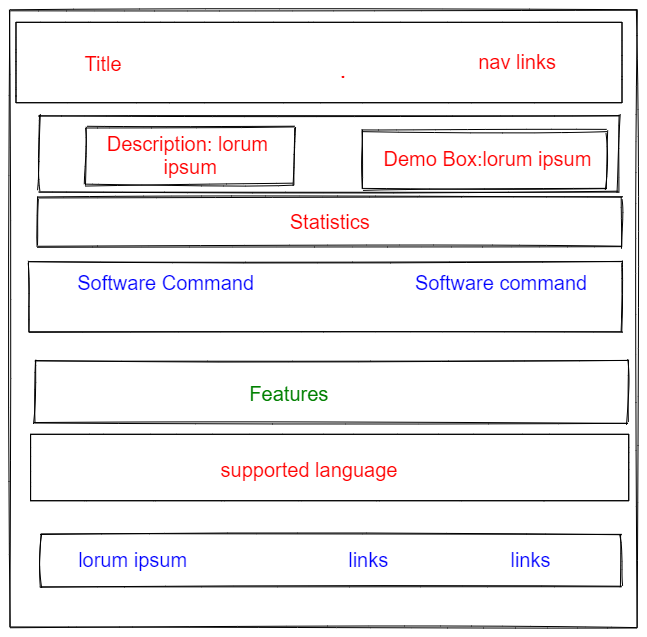 Title
nav links
Description: lorum
ipsum
Demo Box:lorum ipsum
Statistics
Software Command
Software command
Features
supported language
lorum ipsum
links
links